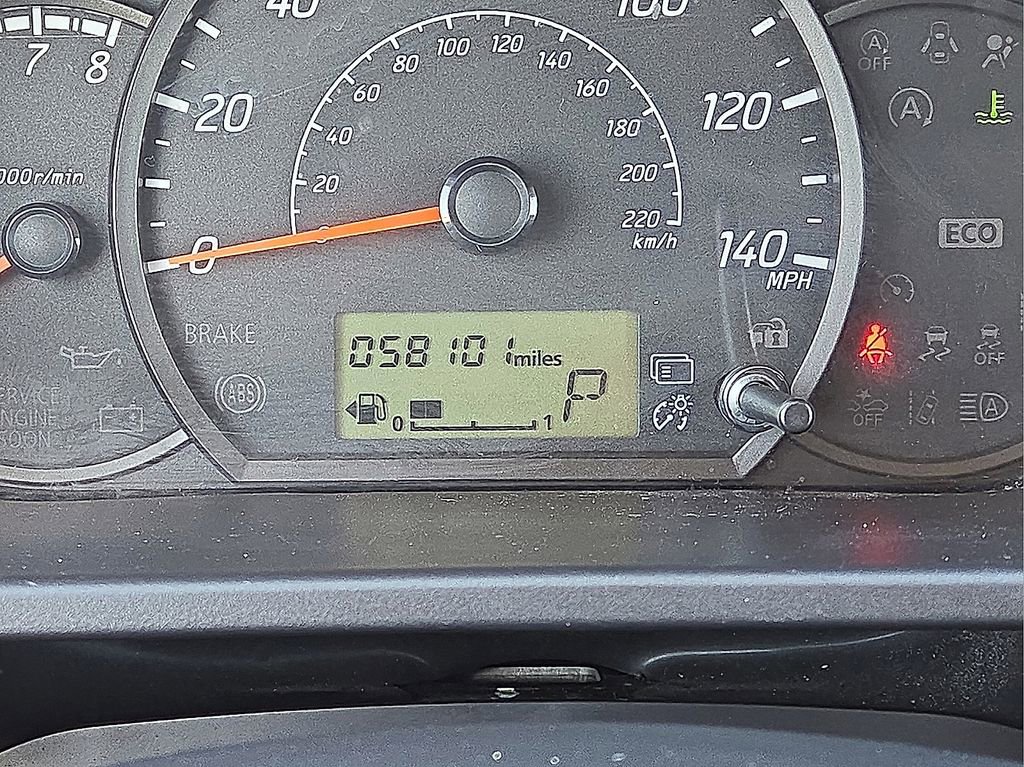 40
100
7
8
20
120
60
80
100
120
140
160
40
180
20
200
220
km/h
000r/min
0
140
MPH
OFF
A
A
ECO
BRAKE
058101 miles
P
0
1
ABS
ERVICE
ENGINE
SOON
OFF
OFF
A